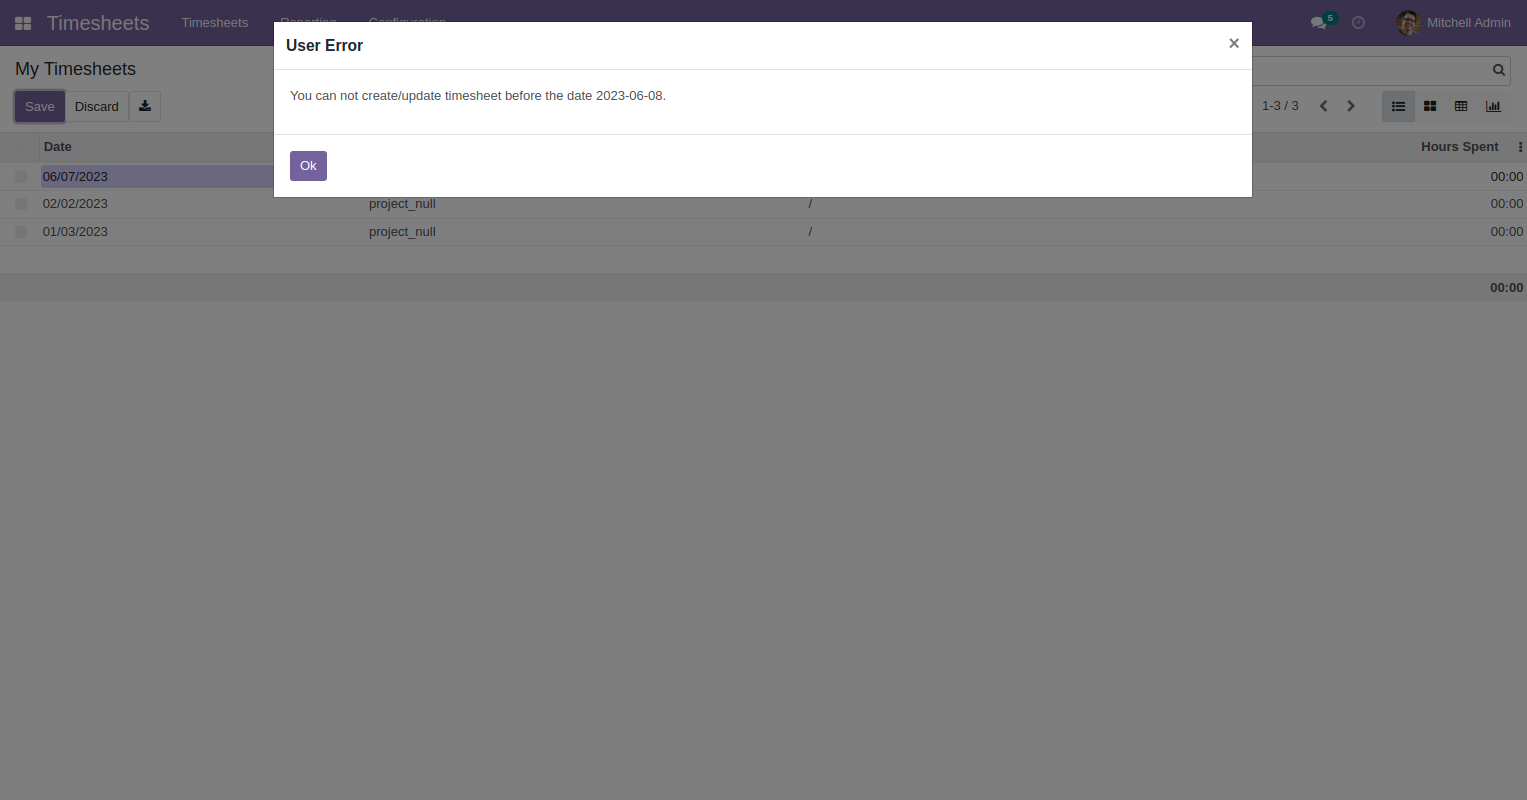 Timesheets Timesheets Reporting Configuration 5 Mitchell Admin
User Error ×
My Timesheets
You can not create/update timesheet before the date 2023-06-08.
Save Discard 1-3 / 3
Date Hours Spent
Ok
06/07/2023 00:00
02/02/2023 project_null / 00:00
01/03/2023 project_null / 00:00
00:00